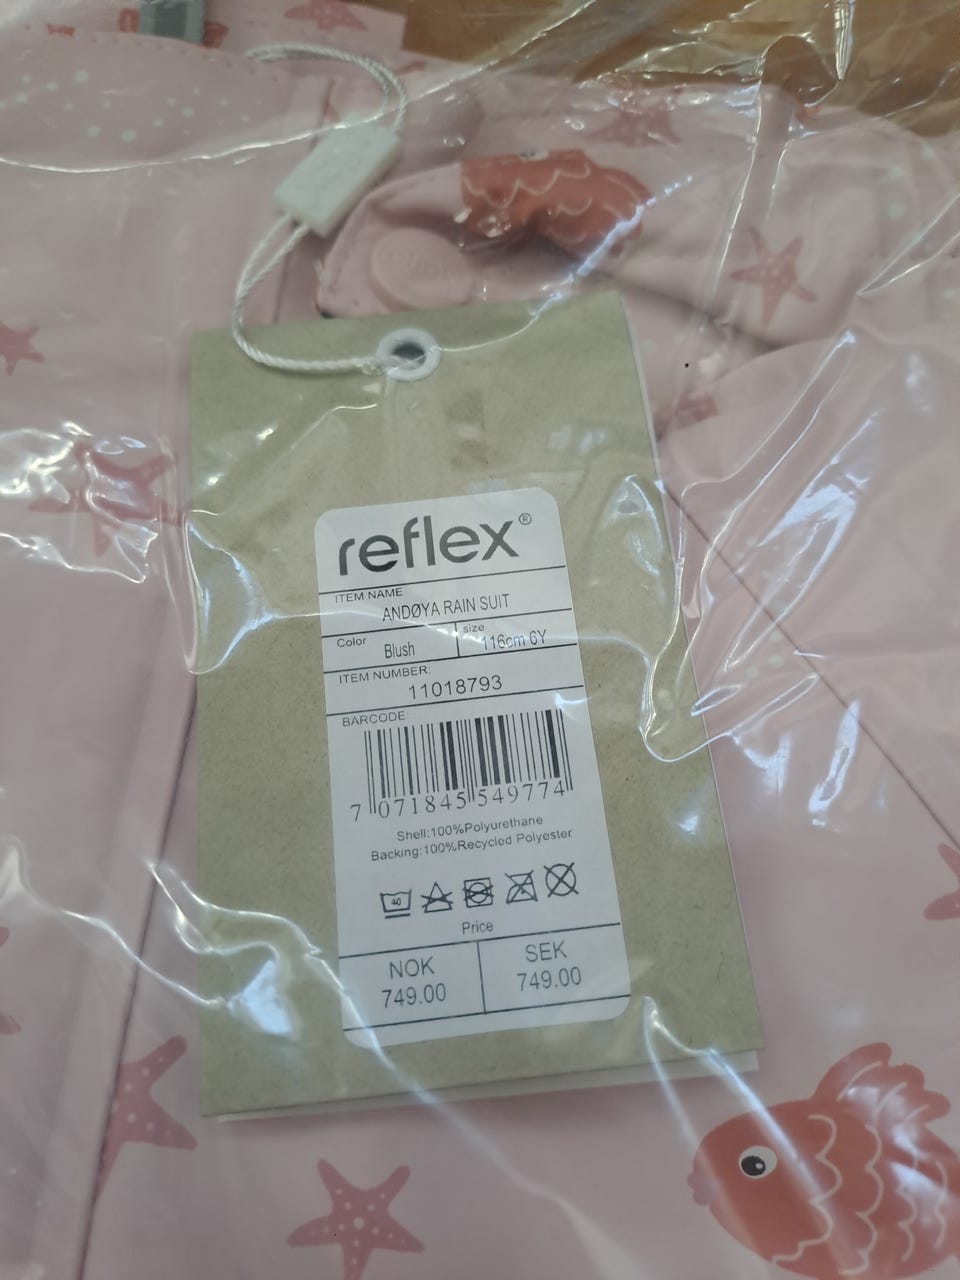 reflex®
ITEM NAME
ANDØYA RAIN SUIT
Color Blush size 116cm 6Y
ITEM NUMBER:
11018793
BARCODE:
7 071845 549774
Shell:100%Polyurethane
Backing:100%Recycled Polyester
40
Price
NOK SEK
749.00 749.00